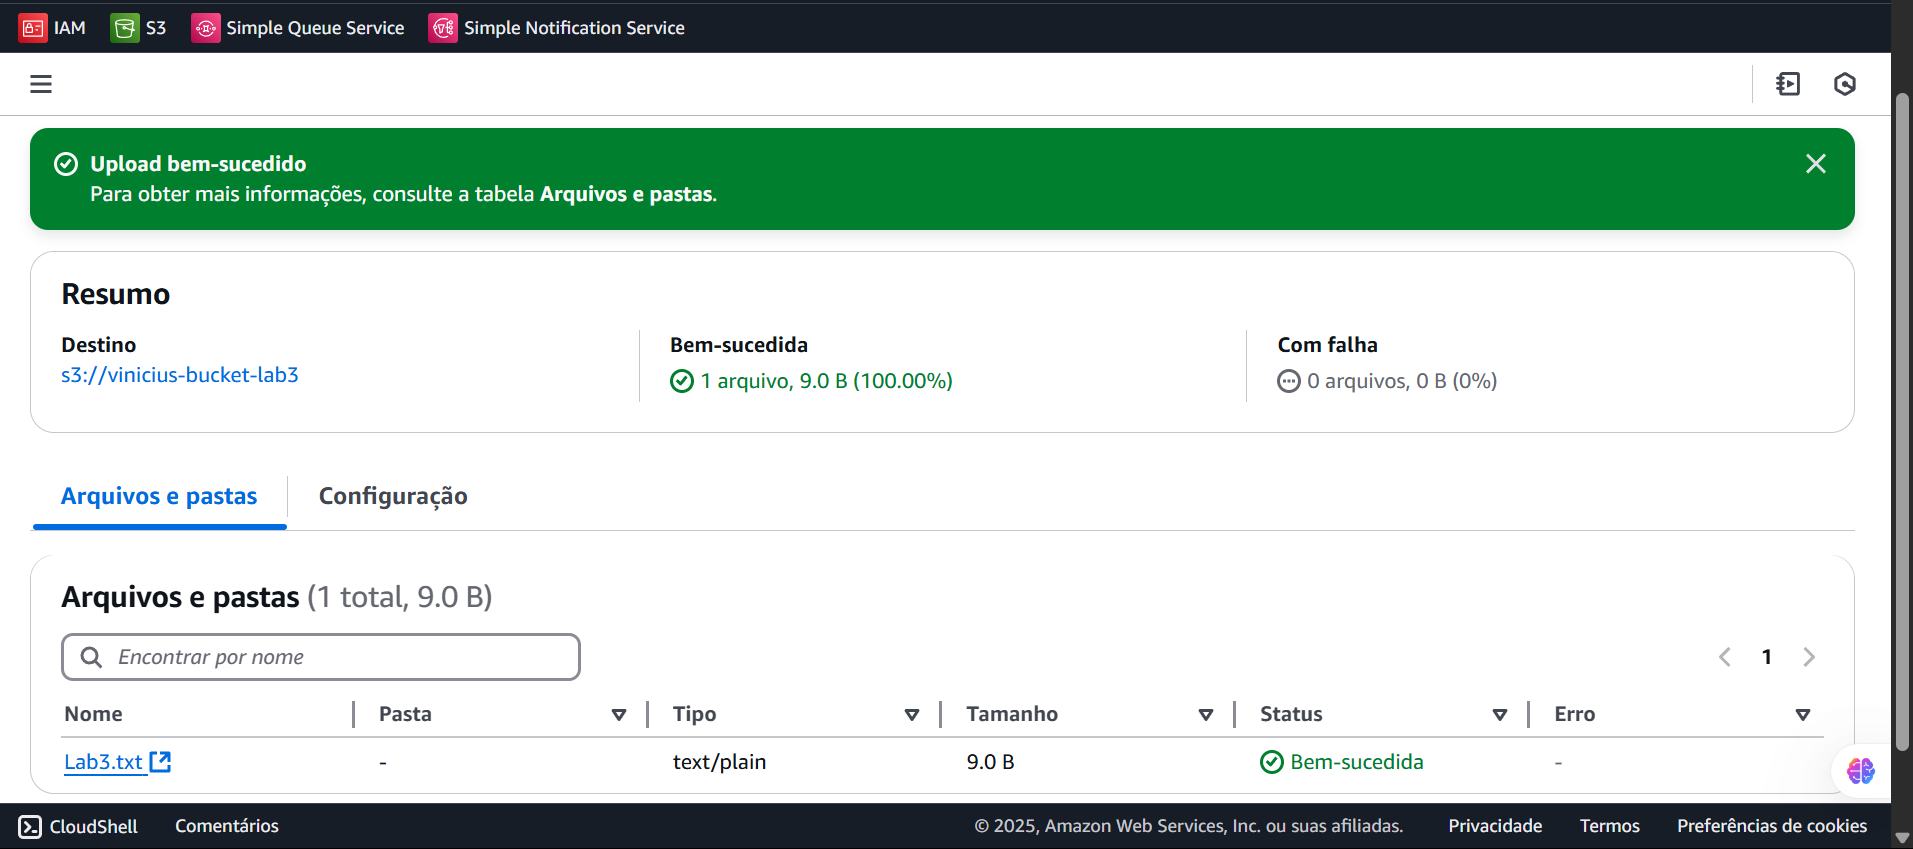 IAM S3 Simple Queue Service Simple Notification Service
Upload bem-sucedido
Para obter mais informações, consulte a tabela Arquivos e pastas.
Resumo
Destino Bem-sucedida Com falha
s3://vinicius-bucket-lab3 1 arquivo, 9.0 B (100.00%) 0 arquivos, 0 B (0%)
Arquivos e pastas Configuração
Arquivos e pastas (1 total, 9.0 B)
Encontrar por nome 1
Nome Pasta Tipo Tamanho Status Erro
Lab3.txt - text/plain 9.0 B Bem-sucedida -
CloudShell Comentários © 2025, Amazon Web Services, Inc. ou suas afiliadas. Privacidade Termos Preferências de cookies